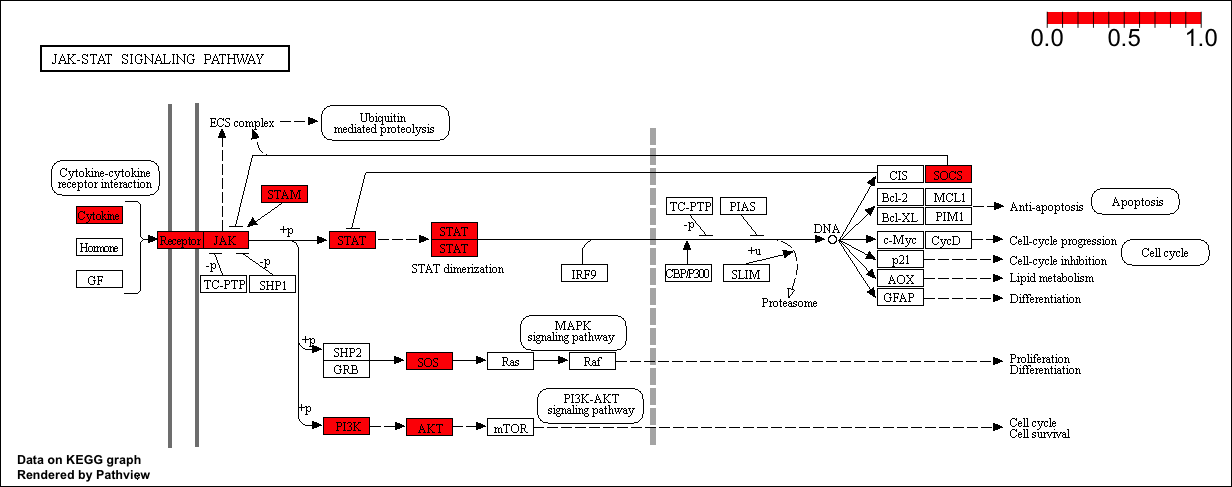 0.0 0.5 1.0
JAK-STAT SIGNALING PATHWAY
ECS complex
Ubiquitin
mediated proteolysis
Cytokine-cytokine
receptor interaction
Cytokine
Hormone
GF
Receptor
JAK
STAM
+p
-p
-p
TC-PTP
SHP1
STAT
STAT
STAT
STAT dimerization
IRF9
TC-PTP
PIAS
-p
+u
CBP/P300
SLIM
Proteasome
DNA
CIS
SOCS
Bcl-2
MCL1
Bcl-XL
PIM1
c-Myc
CycD
p21
AOX
GFAP
Anti-apoptosis
Apoptosis
Cell-cycle progression
Cell cycle
Cell-cycle inhibition
Lipid metabolism
Differentiation
+p
SHP2
GRB
SOS
Ras
Raf
MAPK
signaling pathway
Proliferation
Differentiation
+p
PI3K
AKT
mTOR
PI3K-AKT
signaling pathway
Cell cycle
Cell survival
Data on KEGG graph
Rendered by Pathview